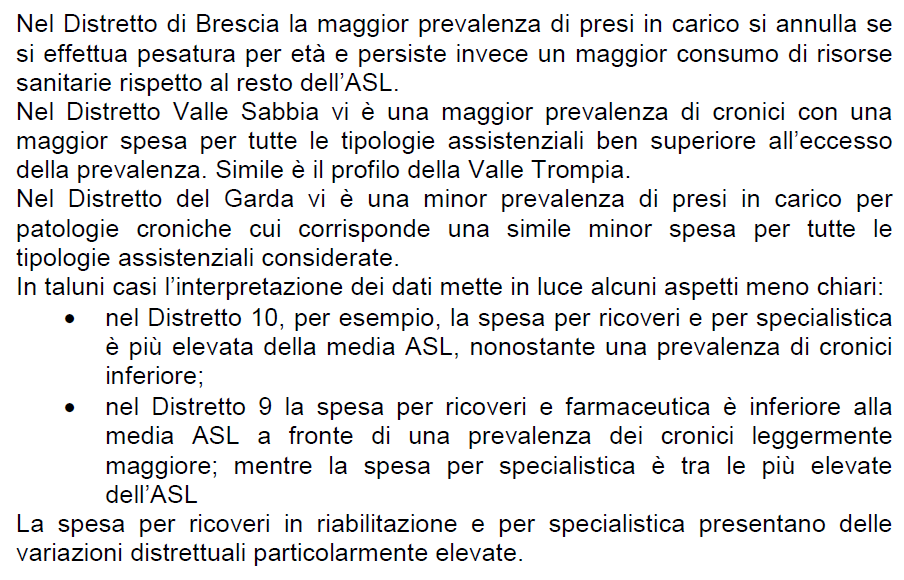 Nel Distretto di Brescia la maggior prevalenza di presi in carico si annulla se
si effettua pesatura per età e persiste invece un maggior consumo di risorse
sanitarie rispetto al resto dell'ASL.
Nel Distretto Valle Sabbia vi è una maggior prevalenza di cronici con una
maggior spesa per tutte le tipologie assistenziali ben superiore all'eccesso
della prevalenza. Simile è il profilo della Valle Trompia.
Nel Distretto del Garda vi è una minor prevalenza di presi in carico per
patologie croniche cui corrisponde una simile minor spesa per tutte le
tipologie assistenziali considerate.
In taluni casi l'interpretazione dei dati mette in luce alcuni aspetti meno chiari:
• nel Distretto 10, per esempio, la spesa per ricoveri e per specialistica
è più elevata della media ASL, nonostante una prevalenza di cronici
inferiore;
• nel Distretto 9 la spesa per ricoveri e farmaceutica è inferiore alla
media ASL a fronte di una prevalenza dei cronici leggermente
maggiore; mentre la spesa per specialistica è tra le più elevate
dell'ASL
La spesa per ricoveri in riabilitazione e per specialistica presentano delle
variazioni distrettuali particolarmente elevate.